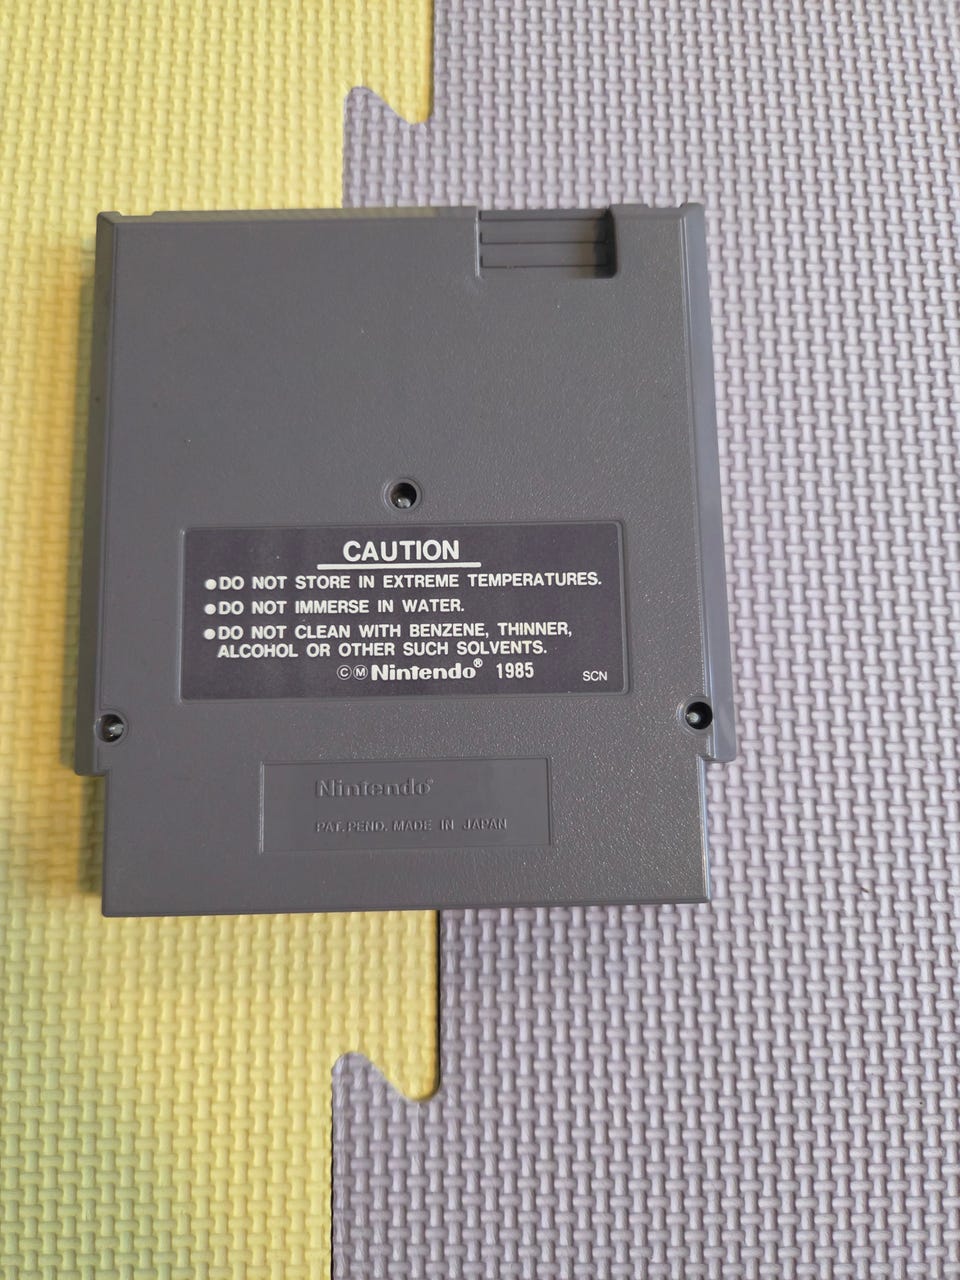 CAUTION
●DO NOT STORE IN EXTREME TEMPERATURES.
●DO NOT IMMERSE IN WATER.
●DO NOT CLEAN WITH BENZENE, THINNER,
ALCOHOL OR OTHER SUCH SOLVENTS.
ⒸⓂNintendo® 1985 SCN
Nintendo®
PAT. PEND. MADE IN JAPAN